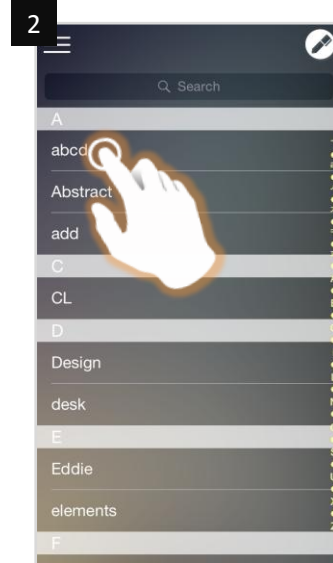 2
Search
A
abcd
Abstract
add
C
CL
D
Design
desk
E
Eddie
elements
F